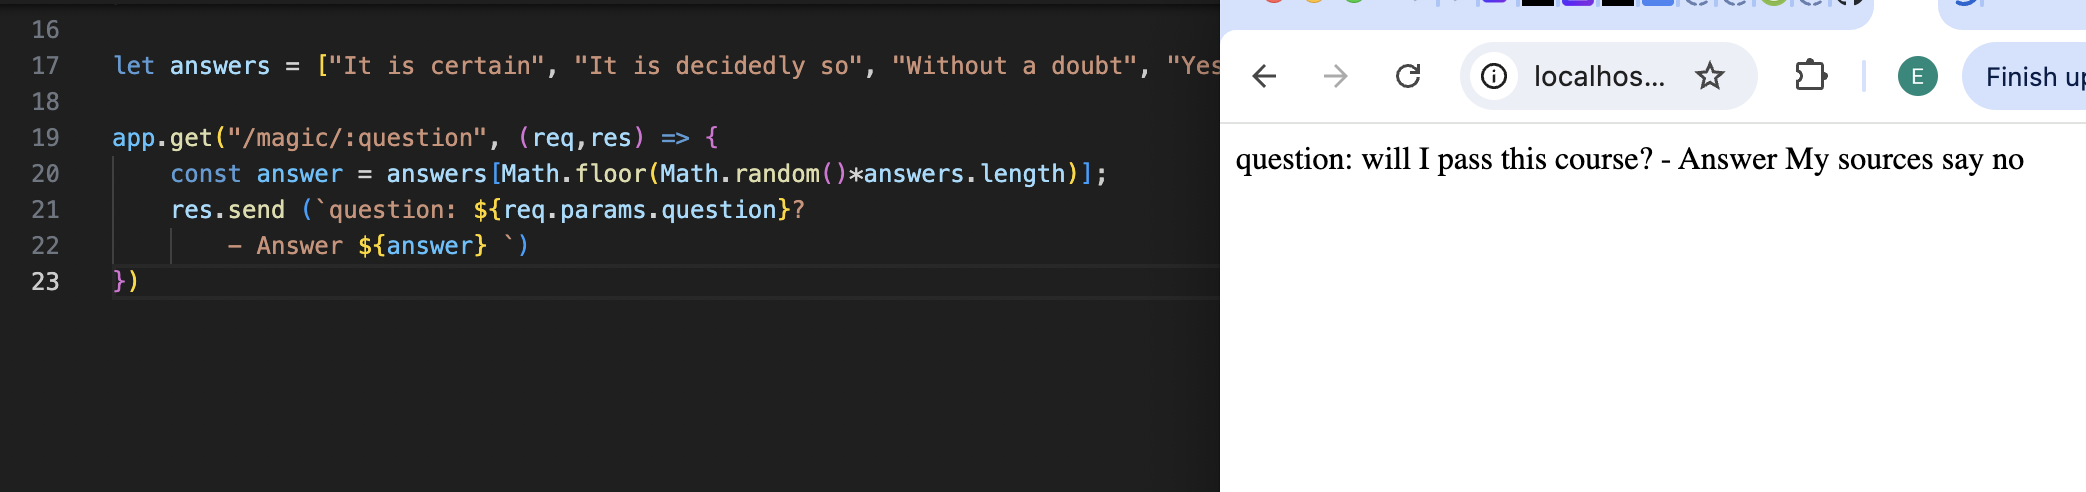 16
17 let answers = ["It is certain", "It is decidedly so", "Without a doubt", "Yes
18
19 app.get("/magic/:question", (req,res) => {
20 const answer = answers[Math.floor(Math.random()*answers.length)];
21 res.send (`question: ${req.params.question}?
22 - Answer ${answer} `)
23 })
localhos...
E
Finish up
question: will I pass this course? - Answer My sources say no